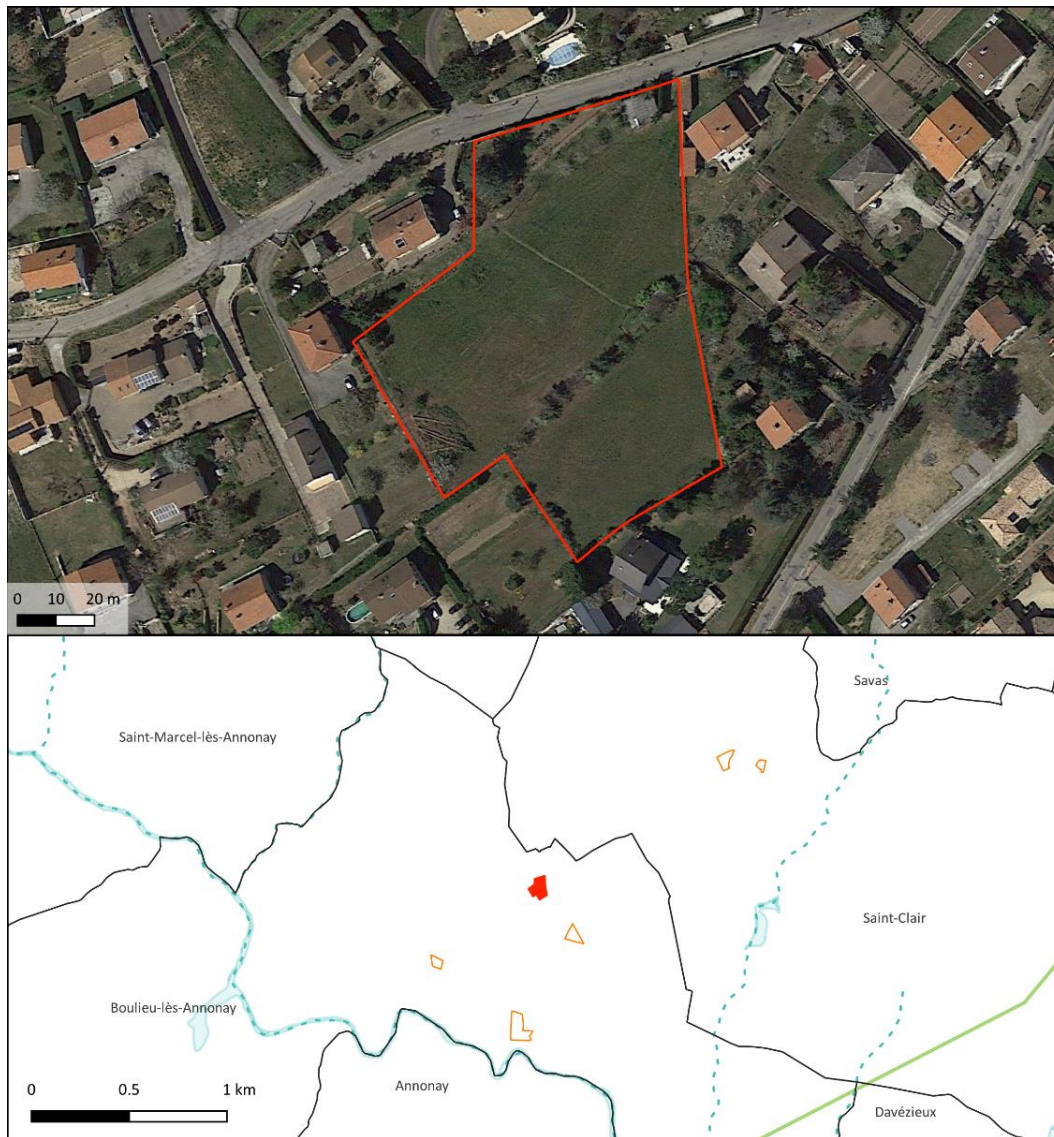 0 10 20 m
Savas
Saint-Marcel-lès-Annonay
Saint-Clair
Boulieu-lès-Annonay
0 0.5 1 km
Annonay
Davézieux